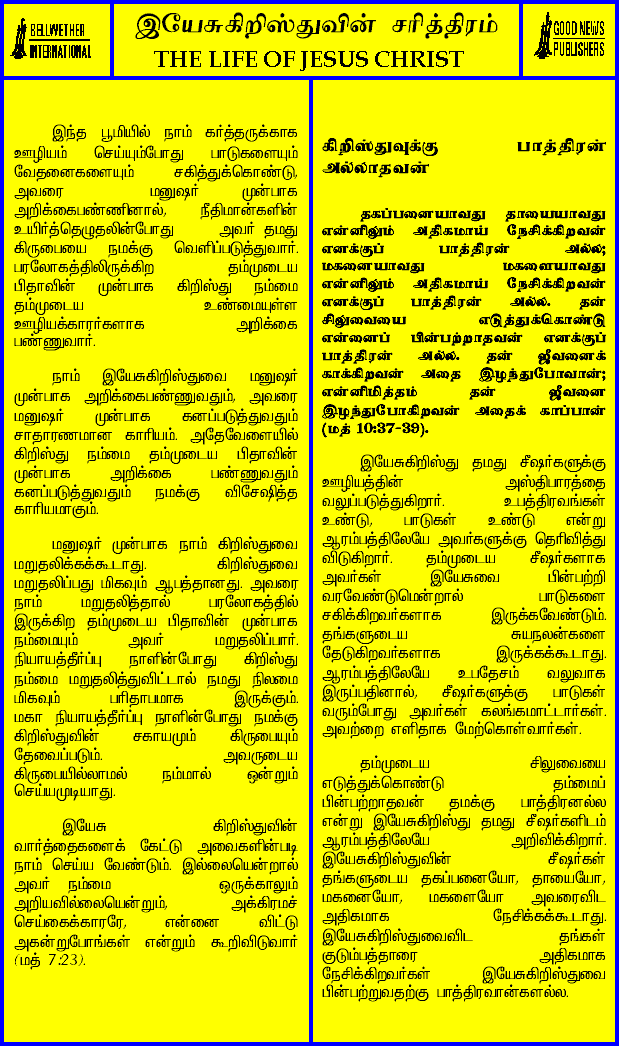 BELLWETHER
INTERNATIONAL
இயேசுகிறிஸ்துவின் சரித்திரம்
THE LIFE OF JESUS CHRIST
GOOD NEWS
PUBLISHERS
இந்த பூமியில் நாம் கர்த்தருக்காக
ஊழியம் செய்யும்போது பாடுகளையும்
வேதனைகளையும் சகித்துக்கொண்டு,
அவரை மனுஷர் முன்பாக
அறிக்கைபண்ணினால், நீதிமான்களின்
உயிர்த்தெழுதலின்போது அவர் தமது
கிருபையை நமக்கு வெளிப்படுத்துவார்.
பரலோகத்திலிருக்கிற தம்முடைய
பிதாவின் முன்பாக கிறிஸ்து நம்மை
தம்முடைய உண்மையுள்ள
ஊழியக்காரர்களாக அறிக்கை
பண்ணுவார்.
நாம் இயேசுகிறிஸ்துவை மனுஷர்
முன்பாக அறிக்கைபண்ணுவதும், அவரை
மனுஷர் முன்பாக கனப்படுத்துவதும்
சாதாரணமான காரியம். அதேவேளையில்
கிறிஸ்து நம்மை தம்முடைய பிதாவின்
முன்பாக அறிக்கை பண்ணுவதும்
கனப்படுத்துவதும் நமக்கு விசேஷித்த
காரியமாகும்.
மனுஷர் முன்பாக நாம் கிறிஸ்துவை
மறுதலிக்கக்கூடாது. கிறிஸ்துவை
மறுதலிப்பது மிகவும் ஆபத்தானது. அவரை
நாம் மறுதலித்தால் பரலோகத்தில்
இருக்கிற தம்முடைய பிதாவின் முன்பாக
நம்மையும் அவர் மறுதலிப்பார்.
நியாயத்தீர்ப்பு நாளின்போது கிறிஸ்து
நம்மை மறுதலித்துவிட்டால் நமது நிலமை
மிகவும் பரிதாபமாக இருக்கும்.
மகா நியாயத்தீர்ப்பு நாளின்போது நமக்கு
கிறிஸ்துவின் சகாயமும் கிருபையும்
தேவைப்படும். அவருடைய
கிருபையில்லாமல் நம்மால் ஒன்றும்
செய்யமுடியாது.
இயேசு கிறிஸ்துவின்
வார்த்தைகளைக் கேட்டு அவைகளின்படி
நாம் செய்ய வேண்டும். இல்லையென்றால்
அவர் நம்மை ஒருக்காலும்
அறியவில்லையென்றும், அக்கிரமச்
செய்கைக்காரரே, என்னை விட்டு
அகன்றுபோங்கள் என்றும் கூறிவிடுவார்
(மத் 7:23).
கிறிஸ்துவுக்கு பாத்திரன்
அல்லாதவன்
தகப்பனையாவது தாயையாவது
என்னிலும் அதிகமாய் நேசிக்கிறவன்
எனக்குப் பாத்திரன் அல்ல;
மகனையாவது மகளையாவது
என்னிலும் அதிகமாய் நேசிக்கிறவன்
எனக்குப் பாத்திரன் அல்ல. தன்
சிலுவையை எடுத்துக்கொண்டு
என்னைப் பின்பற்றாதவன் எனக்குப்
பாத்திரன் அல்ல. தன் ஜீவனைக்
காக்கிறவன் அதை இழந்துபோவான்;
என்னிமித்தம் தன் ஜீவனை
இழந்துபோகிறவன் அதைக் காப்பான்
(மத் 10:37-39).
இயேசுகிறிஸ்து தமது சீஷர்களுக்கு
ஊழியத்தின் அஸ்திபாரத்தை
வலுப்படுத்துகிறார். உபத்திரவங்கள்
உண்டு, பாடுகள் உண்டு என்று
ஆரம்பத்திலேயே அவர்களுக்கு தெரிவித்து
விடுகிறார். தம்முடைய சீஷர்களாக
அவர்கள் இயேசுவை பின்பற்றி
வரவேண்டுமென்றால் பாடுகளை
சகிக்கிறவர்களாக இருக்கவேண்டும்.
தங்களுடைய சுயநலன்களை
தேடுகிறவர்களாக இருக்கக்கூடாது.
ஆரம்பத்திலேயே உபதேசம் வலுவாக
இருப்பதினால், சீஷர்களுக்கு பாடுகள்
வரும்போது அவர்கள் கலங்கமாட்டார்கள்.
அவற்றை எளிதாக மேற்கொள்வார்கள்.
தம்முடைய சிலுவையை
எடுத்துக்கொண்டு தம்மைப்
பின்பற்றாதவன் தமக்கு பாத்திரனல்ல
என்று இயேசுகிறிஸ்து தமது சீஷர்களிடம்
ஆரம்பத்திலேயே அறிவிக்கிறார்.
இயேசுகிறிஸ்துவின் சீஷர்கள்
தங்களுடைய தகப்பனையோ, தாயையோ,
மகனையோ, மகளையோ அவரைவிட
அதிகமாக நேசிக்கக்கூடாது.
இயேசுகிறிஸ்துவைவிட தங்கள்
குடும்பத்தாரை அதிகமாக
நேசிக்கிறவர்கள் இயேசுகிறிஸ்துவை
பின்பற்றுவதற்கு பாத்திரவான்களல்ல.